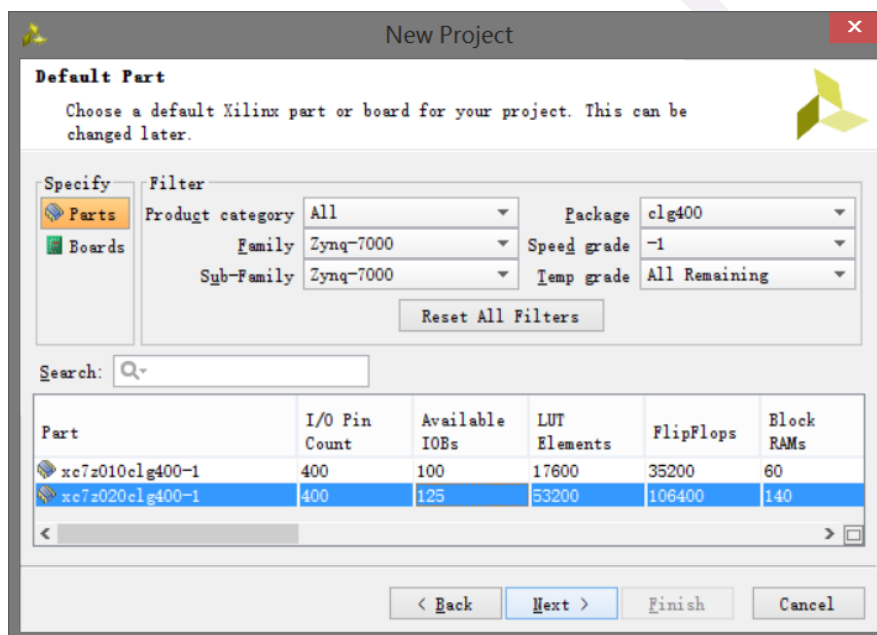 New Project
Default Part
Choose a default Xilinx part or board for your project. This can be
changed later.
Specify
Filter
Parts
Boards
Product category All
Package clg400
Family Zynq-7000
Speed grade -1
Sub-Family Zynq-7000
Temp grade All Remaining
Reset All Filters
Search:
Part I/O Pin Count Available IOBs LUT Elements FlipFlops Block RAMs
xc7z010clg400-1 400 100 17600 35200 60
xc7z020clg400-1 400 125 53200 106400 140
< Back Next > Finish Cancel